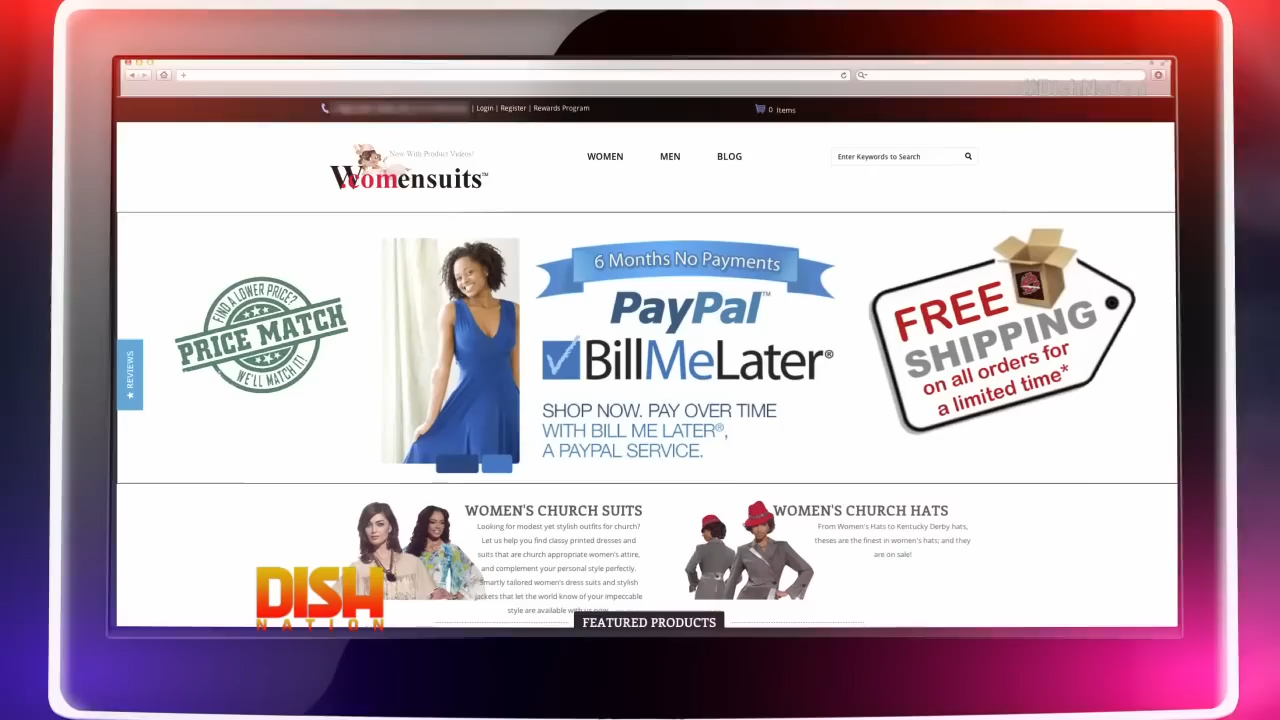 #DishNation
| Login | Register | Rewards Program
0 Items
Now With Product Videos!
Womensuits™
WOMEN
MEN
BLOG
Enter Keywords to Search
FIND A LOWER PRICE?
PRICE MATCH
WE'LL MATCH IT!
6 Months No Payments
PayPal™
BillMeLater®
SHOP NOW. PAY OVER TIME
WITH BILL ME LATER®,
A PAYPAL SERVICE.
FREE
SHIPPING
on all orders for
a limited time*
★ REVIEWS
WOMEN'S CHURCH SUITS
Looking for modest yet stylish outfits for church?
Let us help you find classy printed dresses and
suits that are church appropriate women's attire,
and complement your personal style perfectly.
Smartly tailored women's dress suits and stylish
jackets that let the world know of your impeccable
style are available with us now.
WOMEN'S CHURCH HATS
From Women's Hats to Kentucky Derby hats,
theses are the finest in women's hats; and they
are on sale!
DISH
NATION
FEATURED PRODUCTS